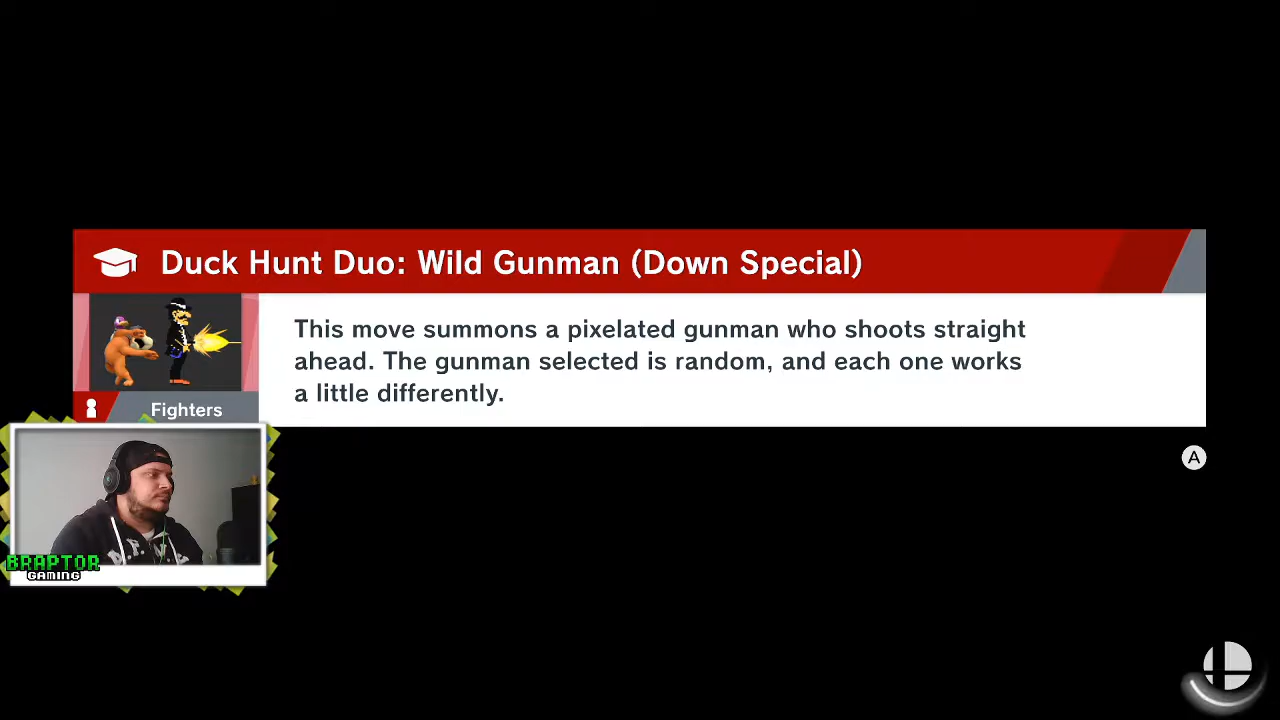 Duck Hunt Duo: Wild Gunman (Down Special)
This move summons a pixelated gunman who shoots straight
ahead. The gunman selected is random, and each one works
a little differently.
Fighters
A
BRAPTOR
GAMING